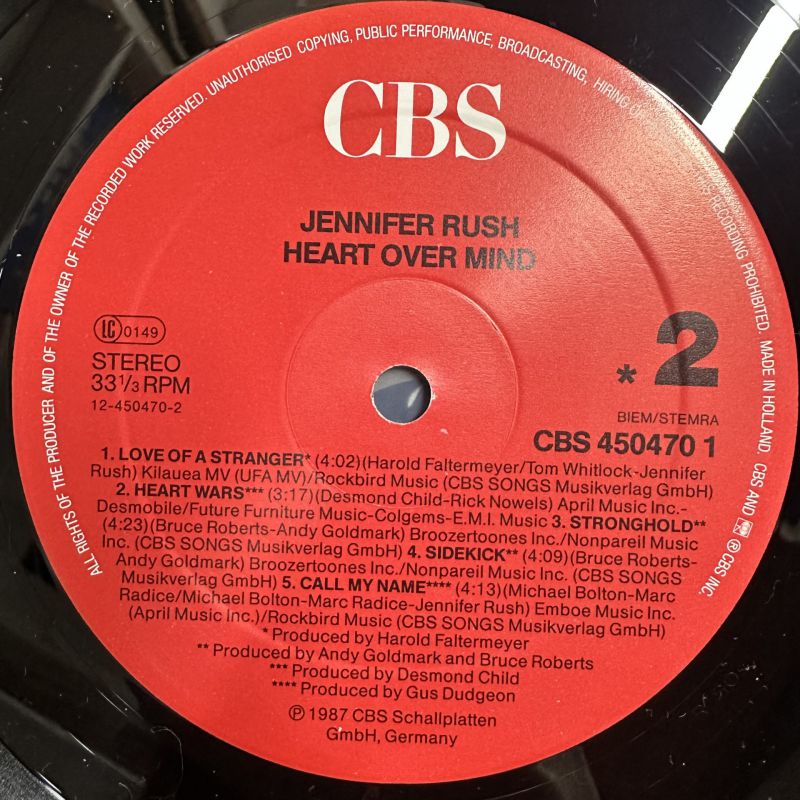 ALL RIGHTS OF THE PRODUCER AND OF THE OWNER OF THE RECORDED WORK RESERVED. UNAUTHORISED COPYING, PUBLIC PERFORMANCE, BROADCASTING, HIRING OF THIS RECORDING PROHIBITED. MADE IN HOLLAND. CBS AND ℗ CBS INC.
CBS
JENNIFER RUSH
HEART OVER MIND
LC 0149
STEREO
33 1/3 RPM
12-450470-2
* 2
BIEM/STEMRA
CBS 450470 1
1. LOVE OF A STRANGER* (4:02)(Harold Faltermeyer/Tom Whitlock-Jennifer
Rush) Kilauea MV (UFA MV)/Rockbird Music (CBS SONGS Musikverlag GmbH)
2. HEART WARS*** (3:17)(Desmond Child-Rick Nowels) April Music Inc.-
Desmobile/Future Furniture Music-Colgems-E.M.I. Music 3. STRONGHOLD**
(4:23)(Bruce Roberts-Andy Goldmark) Broozertoones Inc./Nonpareil Music
Inc. (CBS SONGS Musikverlag GmbH) 4. SIDEKICK** (4:09)(Bruce Roberts-
Andy Goldmark) Broozertoones Inc./Nonpareil Music Inc. (CBS SONGS
Musikverlag GmbH) 5. CALL MY NAME**** (4:13)(Michael Bolton-Marc
Radice/Michael Bolton-Marc Radice-Jennifer Rush) Emboe Music Inc.
(April Music Inc.)/Rockbird Music (CBS SONGS Musikverlag GmbH)
* Produced by Harold Faltermeyer
** Produced by Andy Goldmark and Bruce Roberts
*** Produced by Desmond Child
**** Produced by Gus Dudgeon
℗ 1987 CBS Schallplatten
GmbH, Germany